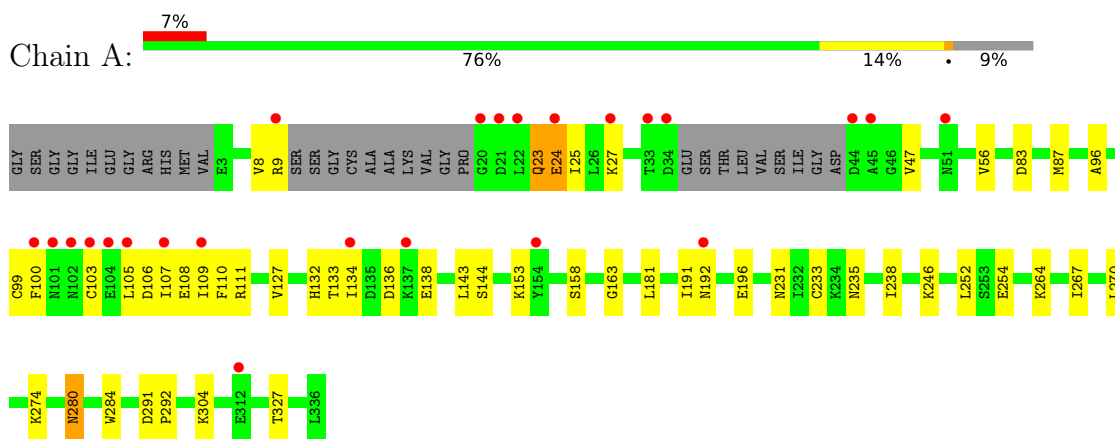 7%
Chain A:
76% 14% • 9%
GLY SER GLY GLY ILE GLU GLY ARG HIS MET VAL E3 V8 R9 SER SER GLY CYS ALA ALA LYS VAL GLY PRO G20 D21 L22 Q23 E24 I25 L26 K27 T33 D34 GLU SER THR LEU VAL SER ILE GLY ASP D44 A45 G46 V47 N51 V56 D83 M87 A96
C99 F100 N101 N102 C103 E104 L105 D106 I107 E108 I109 F110 R111 V127 H132 T133 I134 D135 D136 K137 E138 L143 S144 K153 Y154 S158 G163 L181 I191 N192 E196 N231 I232 C233 K234 N235 I238 K246 L252 S253 E254 K264 I267 L270
K274 N280 W284 D291 P292 K304 E312 T327 L336